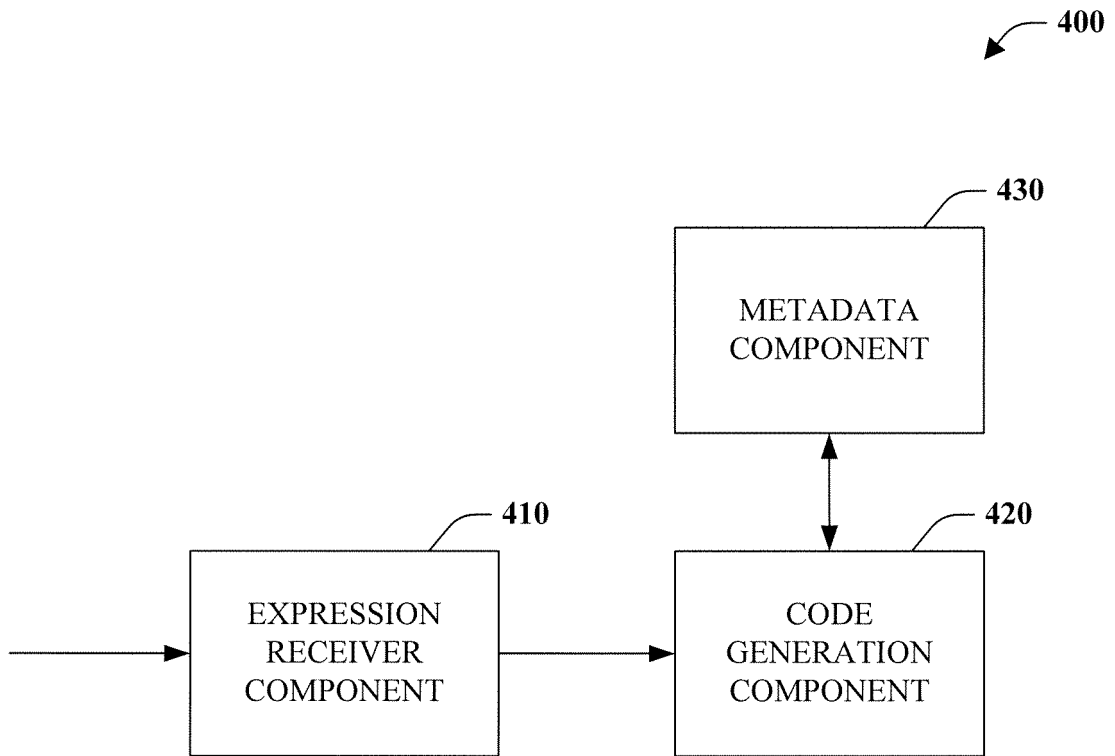 400
430
METADATA
COMPONENT
410
420
EXPRESSION
RECEIVER
COMPONENT
CODE
GENERATION
COMPONENT